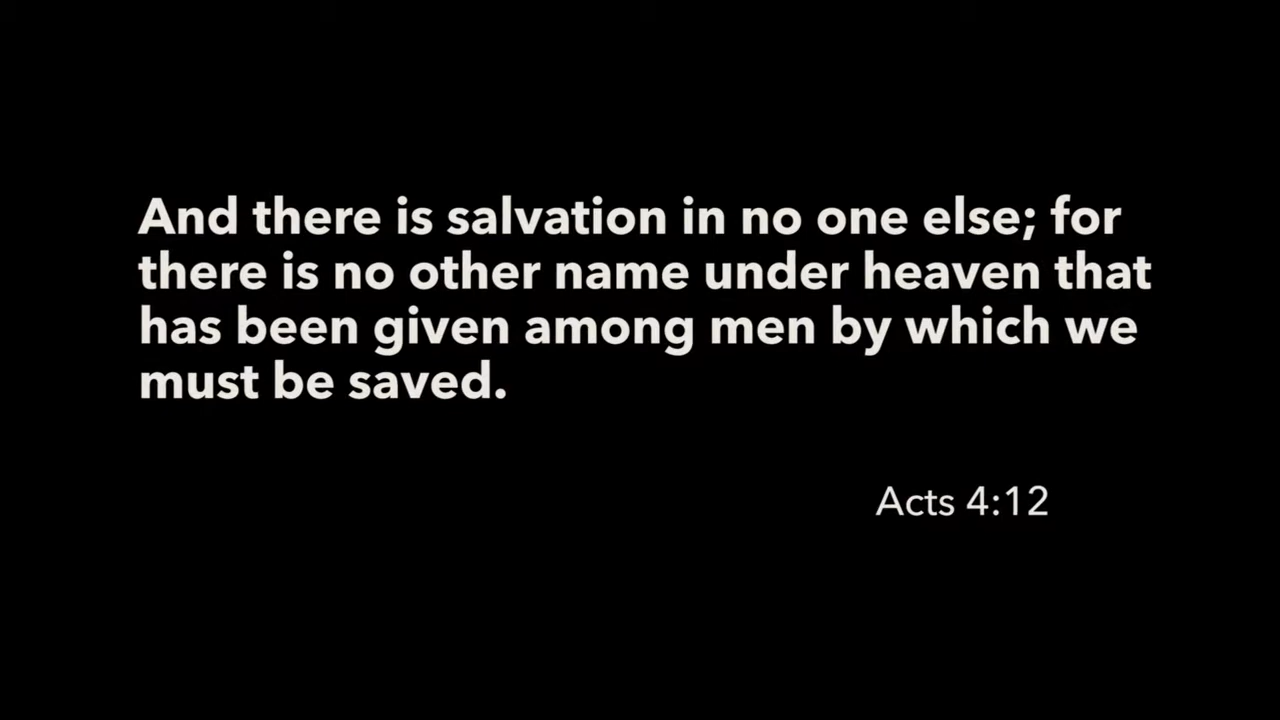 And there is salvation in no one else; for
there is no other name under heaven that
has been given among men by which we
must be saved.
Acts 4:12